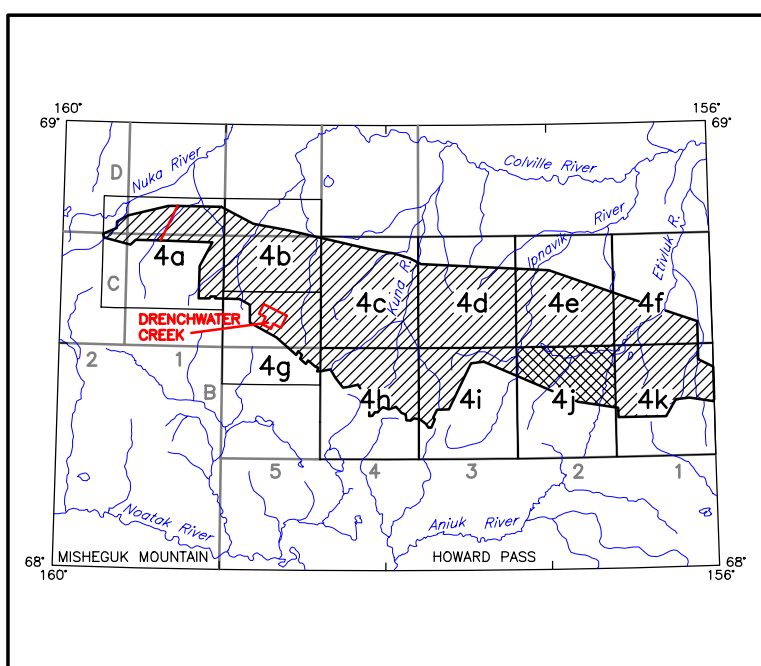 160°
156°
69°
69°
D
Nuka River
Colville River
Ipnavik River
Etivluk R.
Kuna R.
4a
4b
4c
4d
4e
4f
C
DRENCHWATER
CREEK
2
1
4g
B
4h
4i
4j
4k
5
4
3
2
1
Noatak River
Aniuk River
68°
MISHEGUK MOUNTAIN
HOWARD PASS
68°
160°
156°